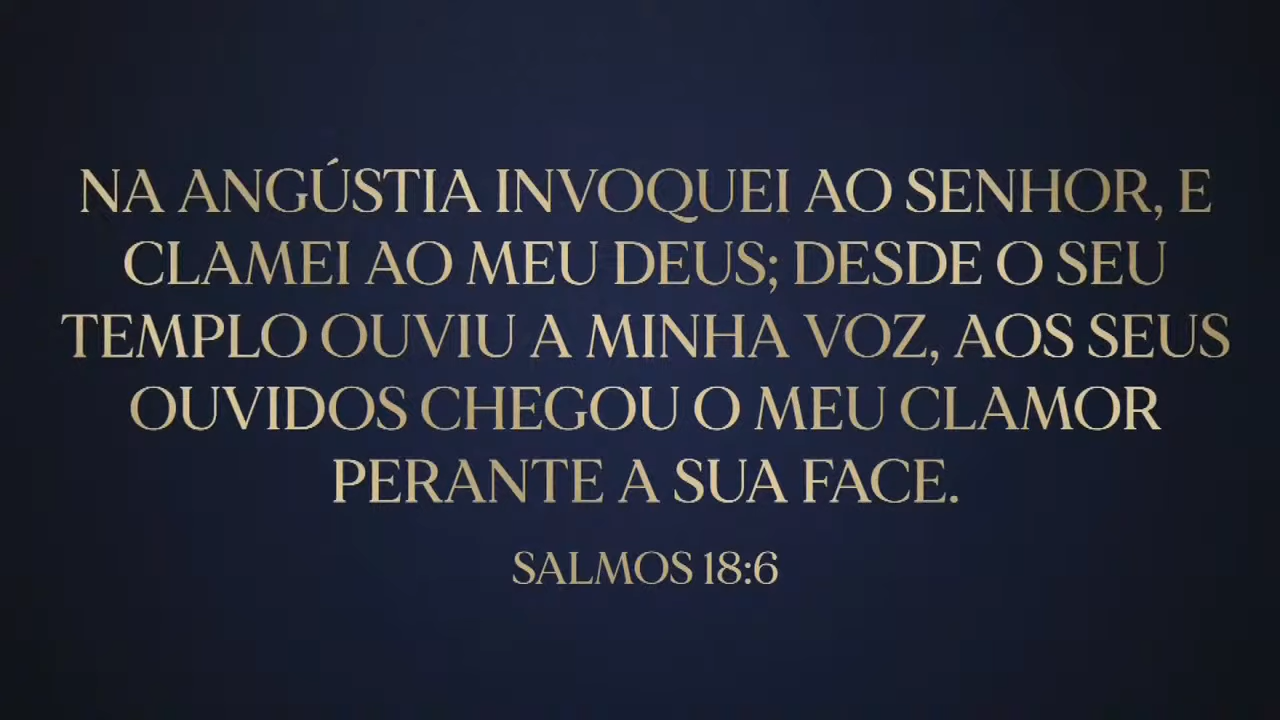 NA ANGÚSTIA INVOQUEI AO SENHOR, E
CLAMEI AO MEU DEUS; DESDE O SEU
TEMPLO OUVIU A MINHA VOZ, AOS SEUS
OUVIDOS CHEGOU O MEU CLAMOR
PERANTE A SUA FACE.
SALMOS 18:6